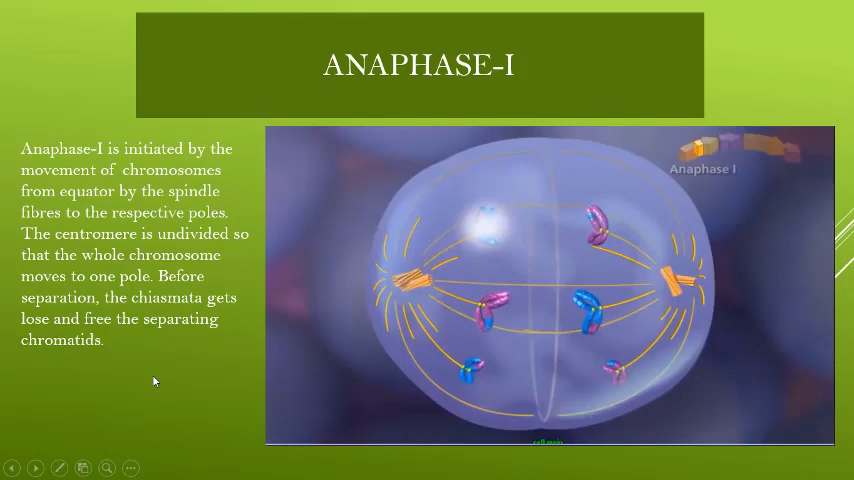 ANAPHASE-I
Anaphase-I is initiated by the
movement of chromosomes
from equator by the spindle
fibres to the respective poles.
The centromere is undivided so
that the whole chromosome
moves to one pole. Before
separation, the chiasmata gets
lose and free the separating
chromatids.
Anaphase I